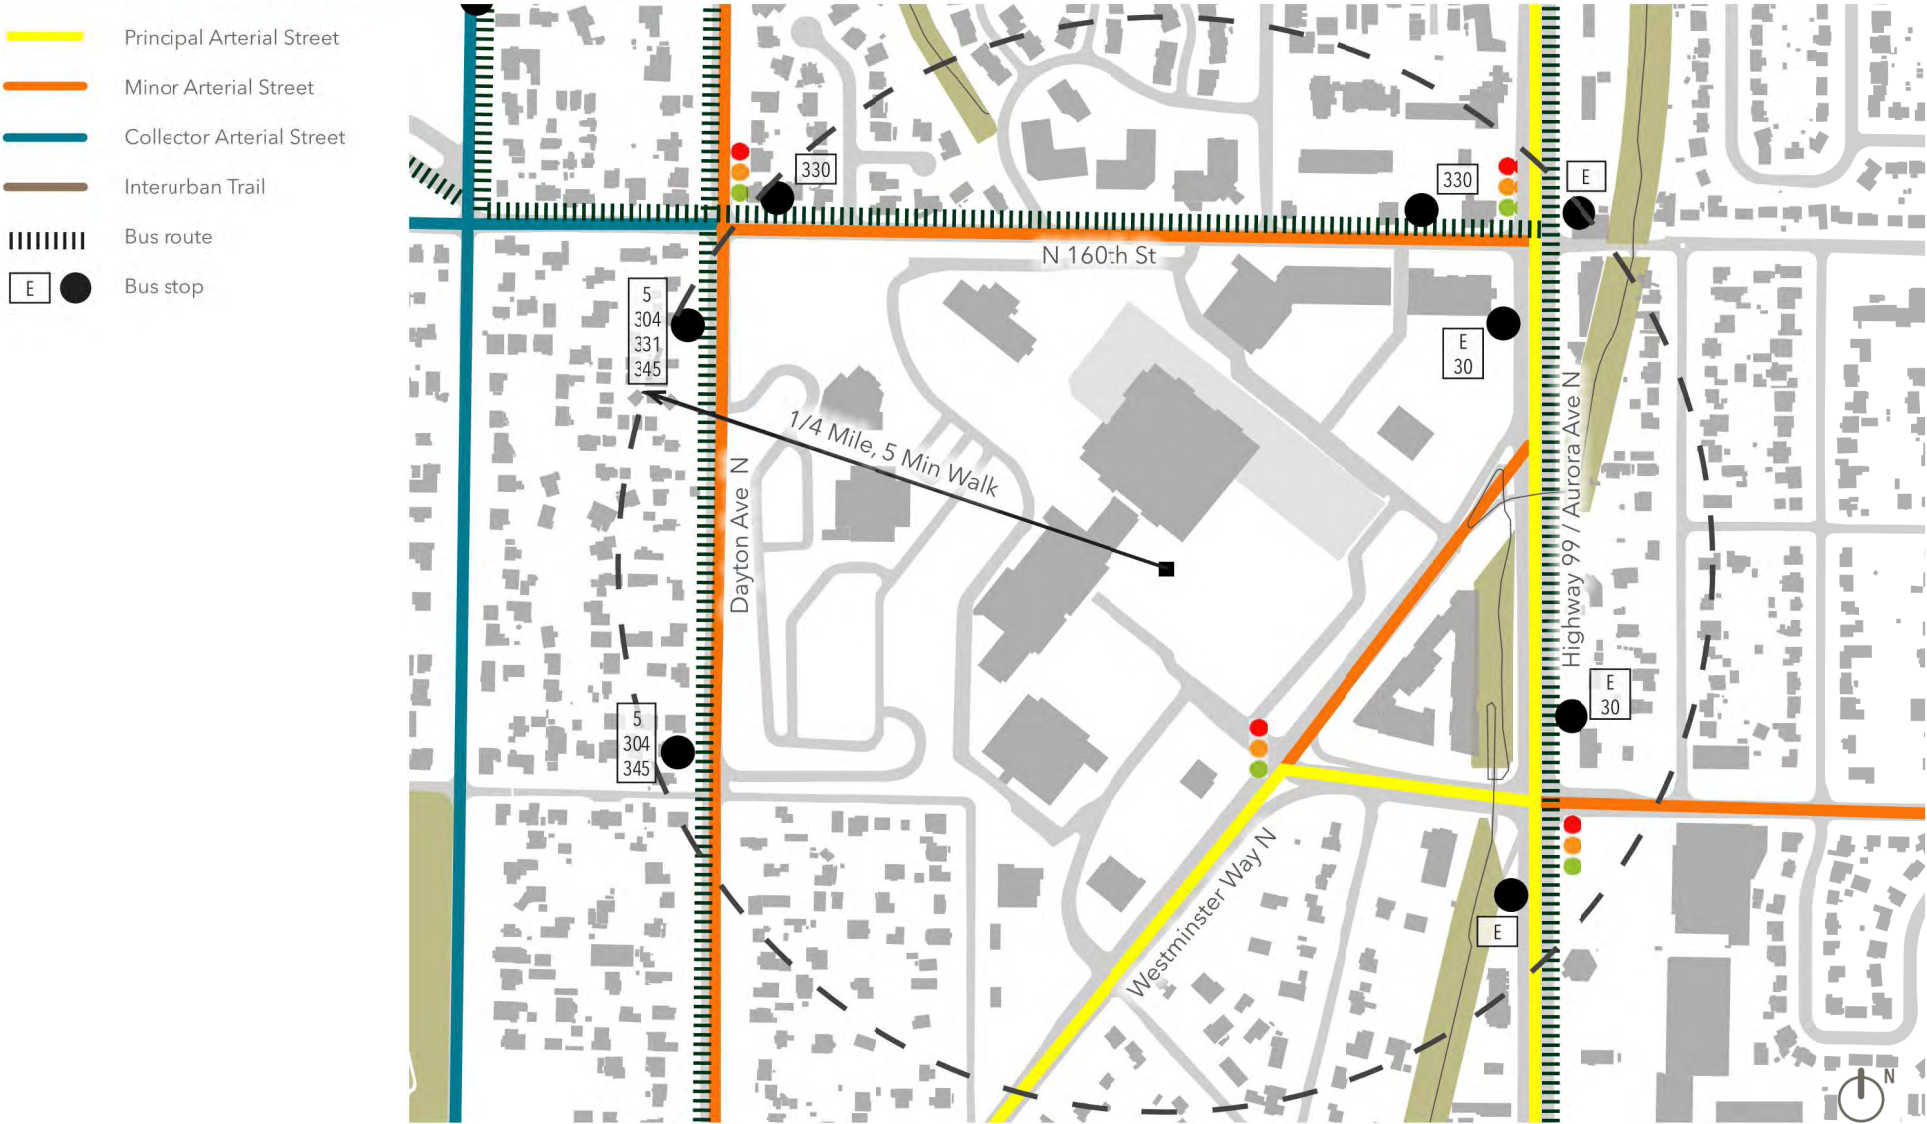 Principal Arterial Street
Minor Arterial Street
Collector Arterial Street
Interurban Trail
Bus route
E
Bus stop
330
330
E
N 160th St
5
304
331
345
E
30
1/4 Mile, 5 Min Walk
Dayton Ave N
Highway 99 / Aurora Ave N
5
304
345
E
30
Westminster Way N
E
N